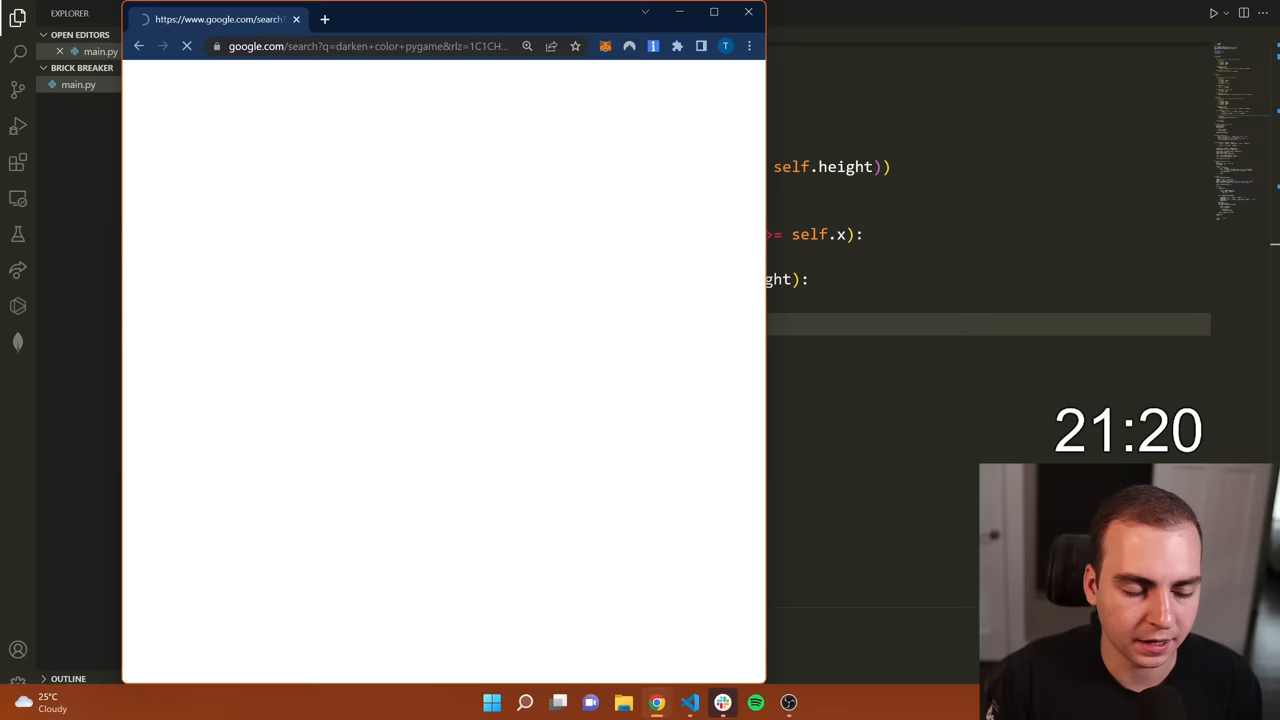 EXPLORER
OPEN EDITORS
main.py
BRICK BREAKER
main.py
https://www.google.com/search?
google.com/search?q=darken+color+pygame&rlz=1C1CH...
T
self.height))
>= self.x):
ght):
21:20
OUTLINE
25°C
Cloudy